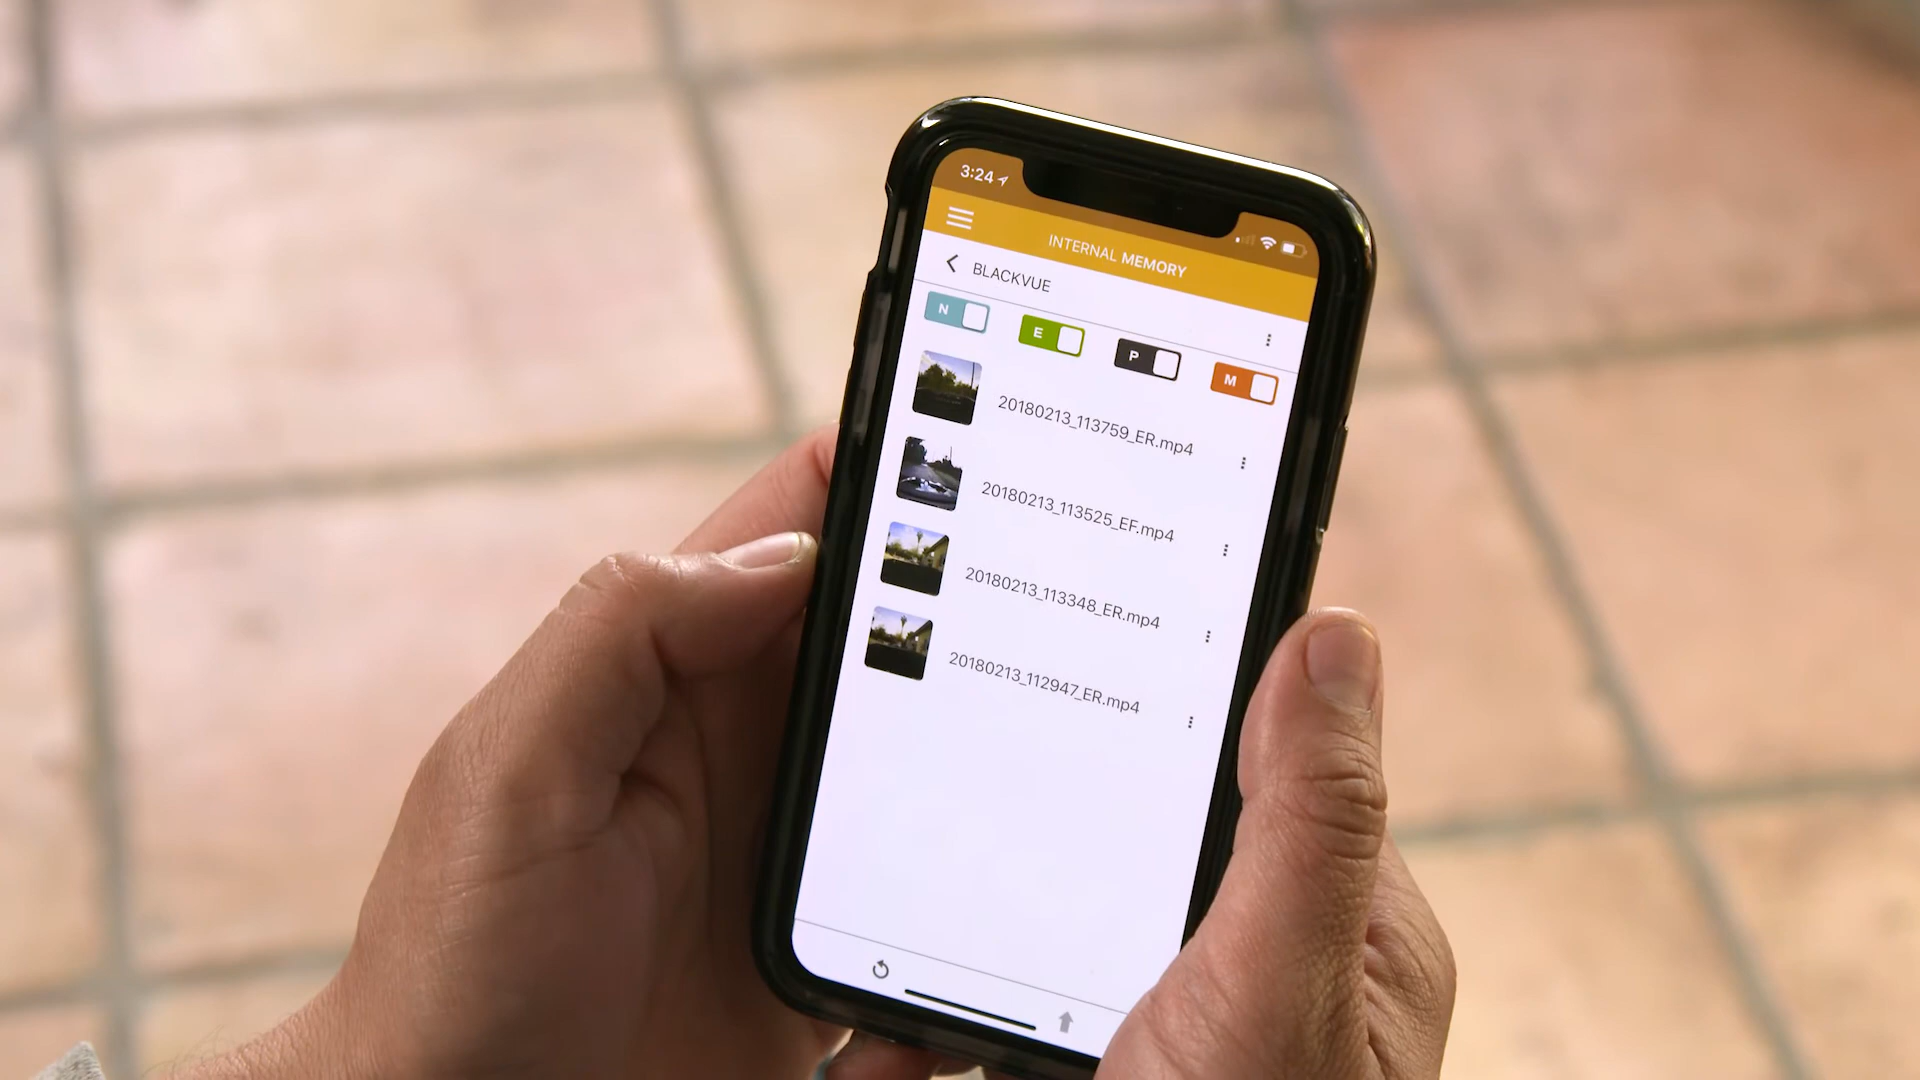 3:24
INTERNAL MEMORY
BLACKVUE
N E P M
20180213_113759_ER.mp4
20180213_113525_EF.mp4
20180213_113348_ER.mp4
20180213_112947_ER.mp4